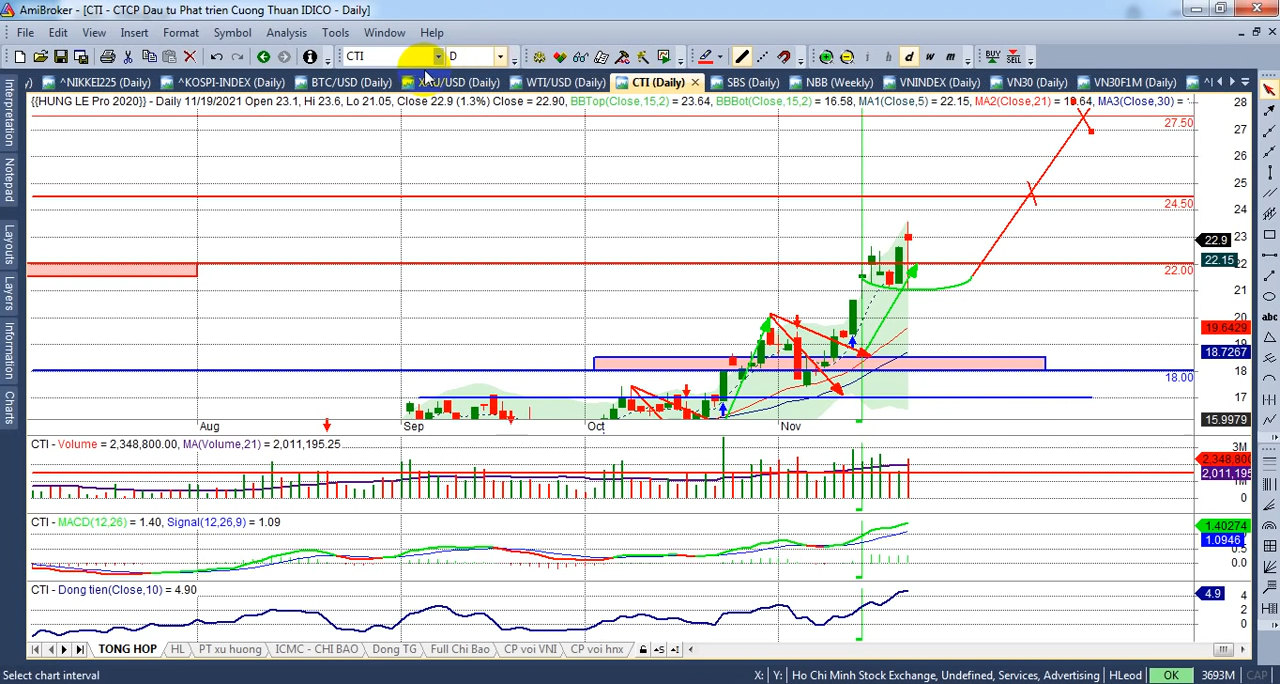 AmiBroker - [CTI - CTCP Dau tu Phat trien Cuong Thuan IDICO - Daily]
File Edit View Insert Format Symbol Analysis Tools Window Help
CTI D d w m BUY SELL
^NIKKEI225 (Daily) ^KOSPI-INDEX (Daily) BTC/USD (Daily) XAU/USD (Daily) WTI/USD (Daily) CTI (Daily) SBS (Daily) NBB (Weekly) VNINDEX (Daily) VN30 (Daily) VN30F1M (Daily)
{{HUNG LE Pro 2020}} - Daily 11/19/2021 Open 23.1, Hi 23.6, Lo 21.05, Close 22.9 (1.3%) Close = 22.90, BBTop(Close,15,2) = 23.64, BBBot(Close,15,2) = 16.58, MA1(Close,5) = 22.15, MA2(Close,21) = 19.64, MA3(Close,30) =
Interpretation
Notepad
Layouts
Layers
Information
Charts
28
27.50
27
26
25
24.50
24
23
22.9
22.15
22
22.00
21
20
19.6429
18.7267
18
18.00
17
15.9979
Aug Sep Oct Nov
CTI - Volume = 2,348,800.00, MA(Volume,21) = 2,011,195.25
3M
2,348,800
2,011,195
0
CTI - MACD(12,26) = 1.40, Signal(12,26,9) = 1.09
1.40274
1.0946
0.5
0.0
CTI - Dong tien(Close,10) = 4.90
4.9
4
2
0
abc
TONG HOP HL PT xu huong ICMC - CHI BAO Dong TG Full Chi Bao CP voi VNI CP voi hnx
Select chart interval X: Y: Ho Chi Minh Stock Exchange, Undefined, Services, Advertising HLeod OK 3693M CAP